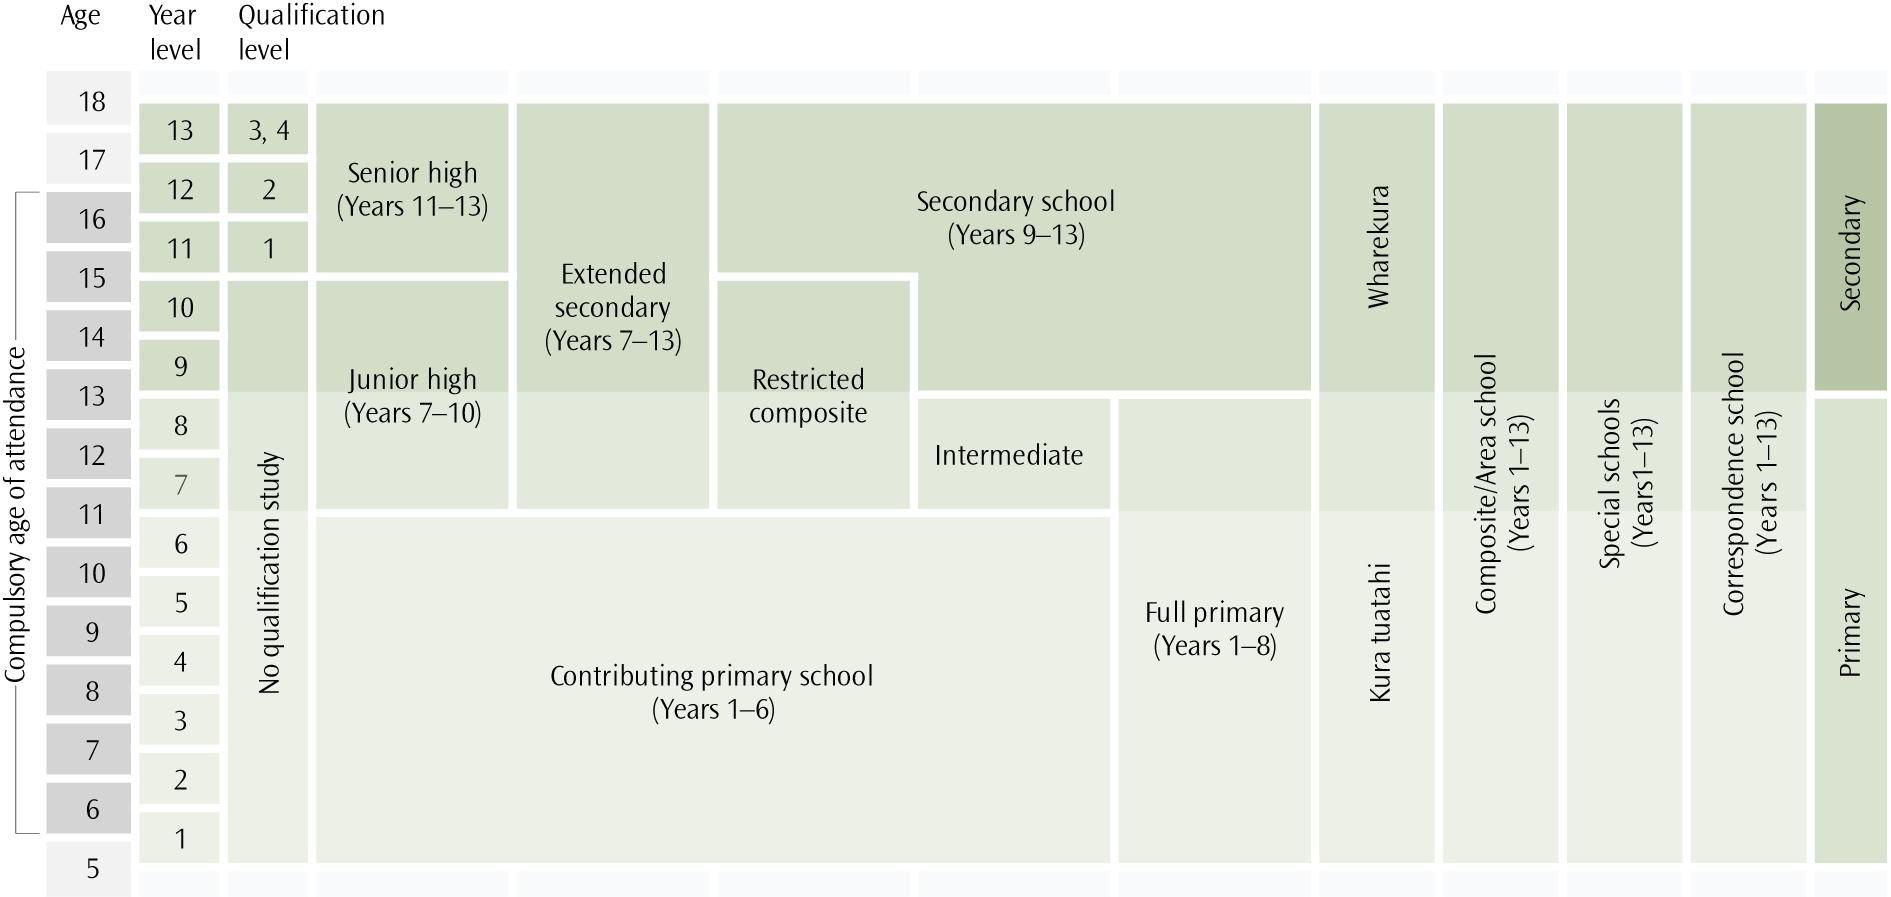 Age
Year
level
Qualification
level
Compulsory age of attendance
18
17
16
15
14
13
12
11
10
9
8
7
6
5
13
12
11
10
9
8
7
6
5
4
3
2
1
3, 4
2
1
No qualification study
Senior high
(Years 11–13)
Junior high
(Years 7–10)
Extended
secondary
(Years 7–13)
Secondary school
(Years 9–13)
Restricted
composite
Intermediate
Contributing primary school
(Years 1–6)
Full primary
(Years 1–8)
Wharekura
Kura tuatahi
Composite/Area school
(Years 1–13)
Special schools
(Years1–13)
Correspondence school
(Years 1–13)
Secondary
Primary